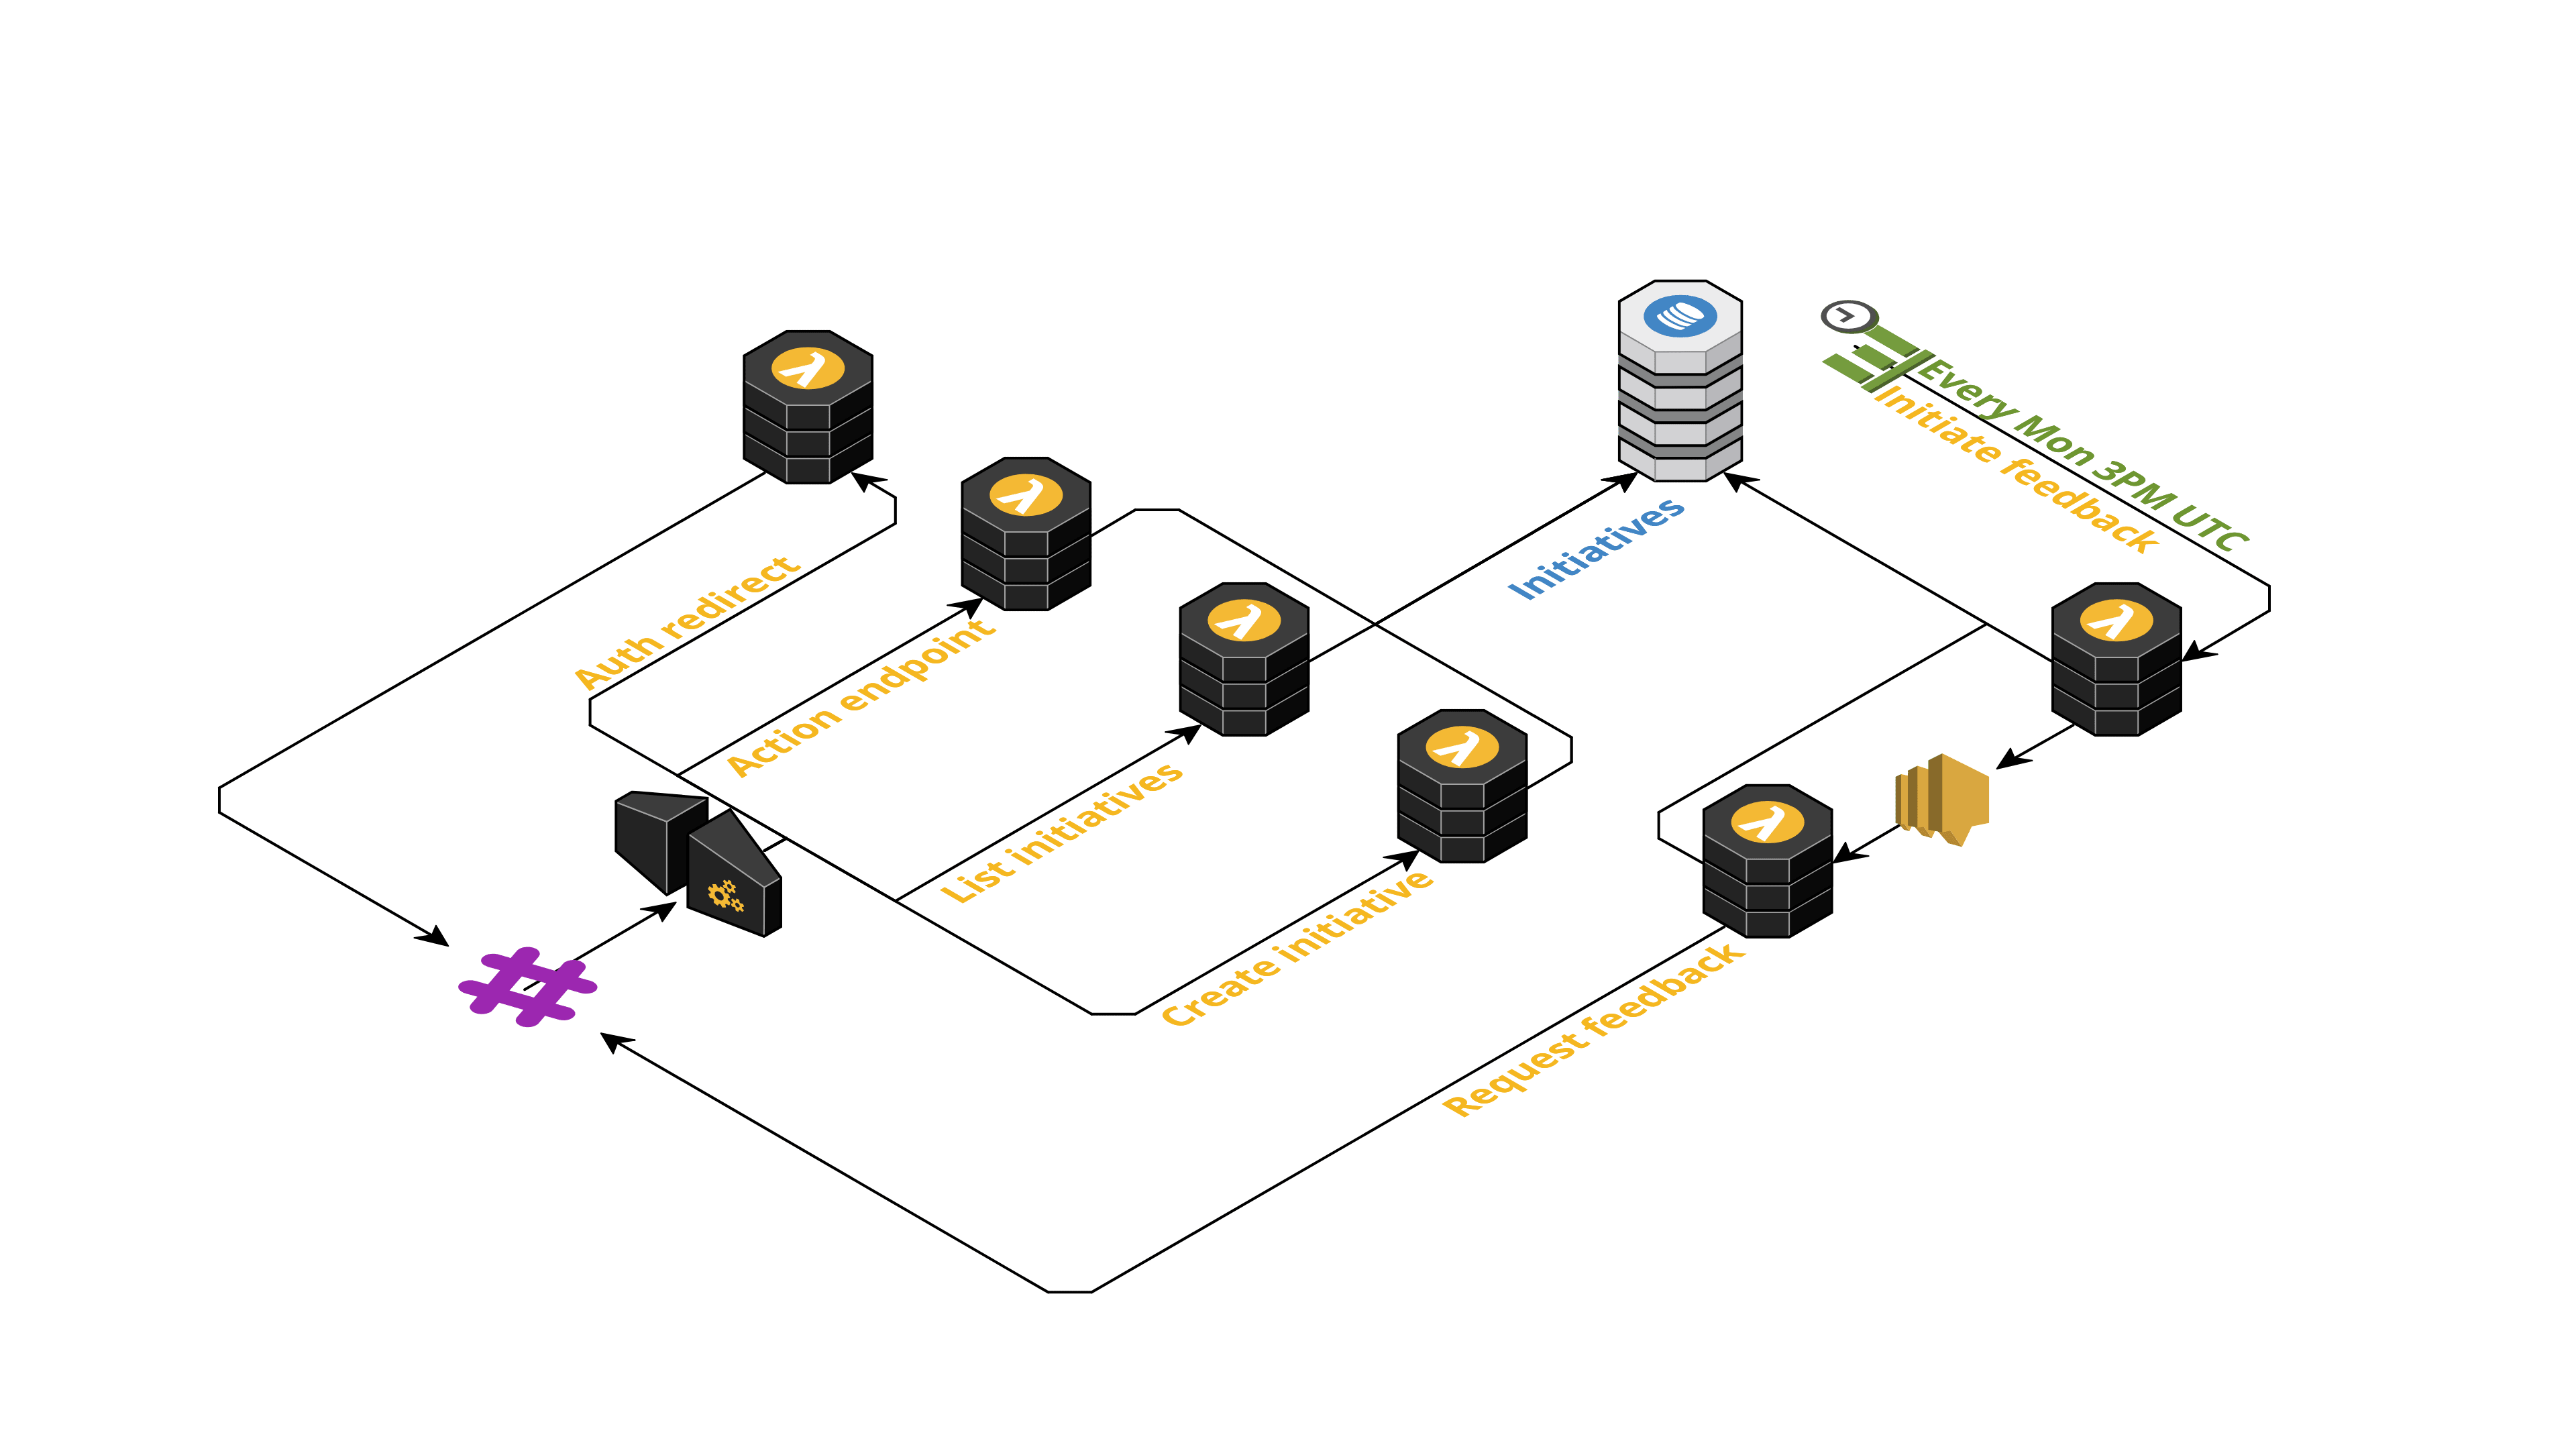 Every Mon 3PM UTC
Initiate feedback
Initiatives
Auth redirect
Action endpoint
List initiatives
Create initiative
Request feedback